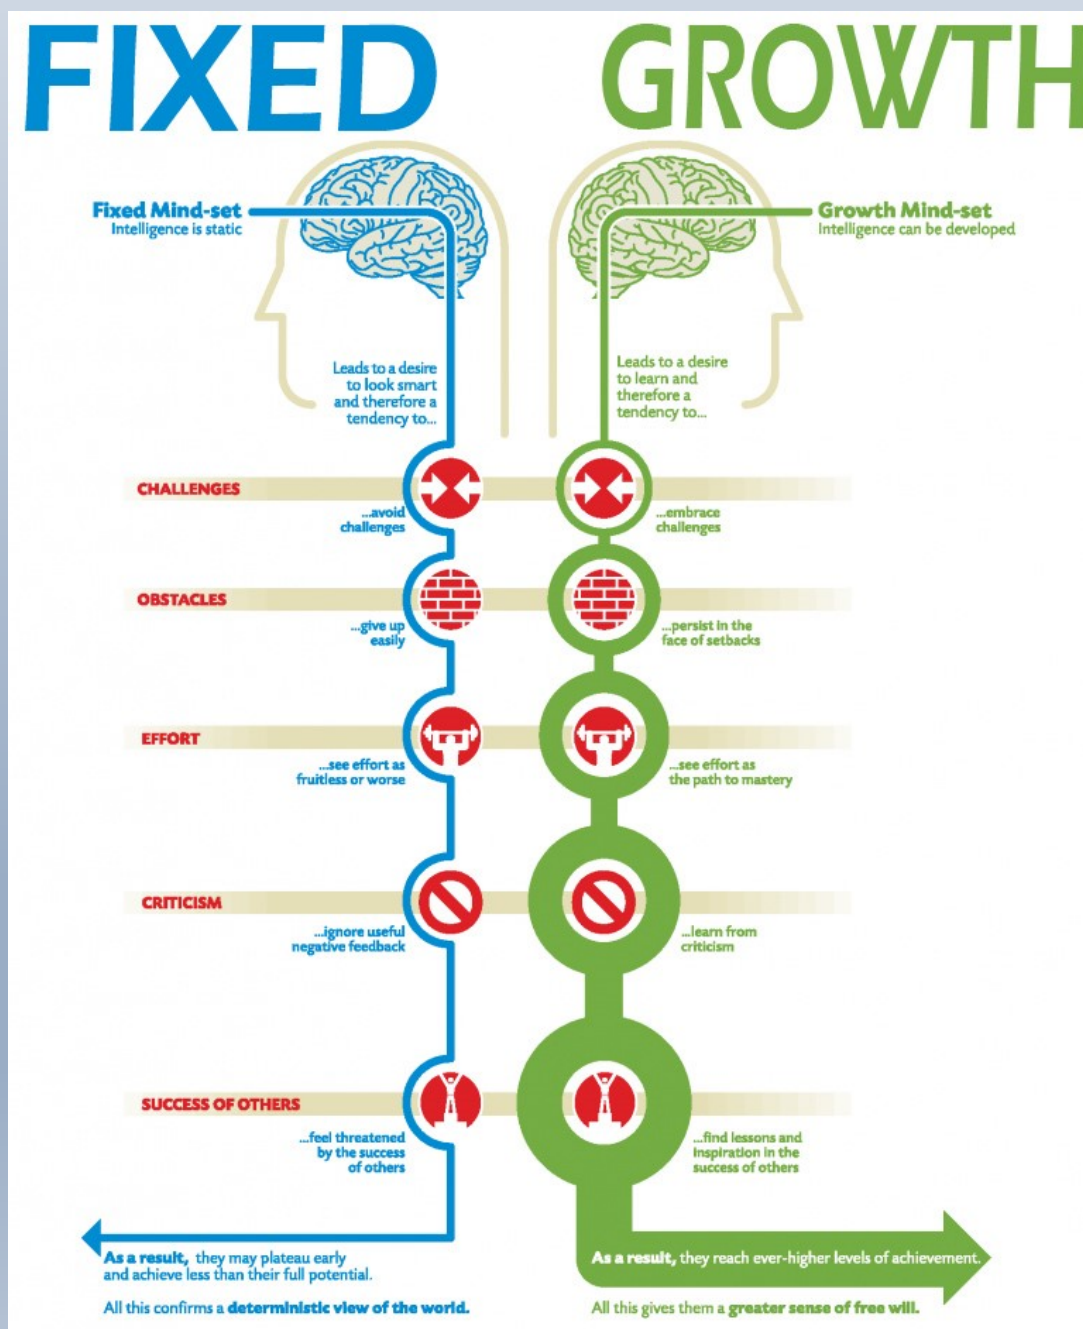 FIXED
GROWTH
Fixed Mind-set
Intelligence is static
Growth Mind-set
Intelligence can be developed
Leads to a desire
to look smart
and therefore a
tendency to...
Leads to a desire
to learn and
therefore a
tendency to...
CHALLENGES
...avoid
challenges
...embrace
challenges
OBSTACLES
...give up
easily
...persist in the
face of setbacks
EFFORT
...see effort as
fruitless or worse
...see effort as
the path to mastery
CRITICISM
...ignore useful
negative feedback
...learn from
criticism
SUCCESS OF OTHERS
...feel threatened
by the success
of others
...find lessons and
inspiration in the
success of others
As a result, they may plateau early
and achieve less than their full potential.
All this confirms a deterministic view of the world.
As a result, they reach ever-higher levels of achievement.
All this gives them a greater sense of free will.